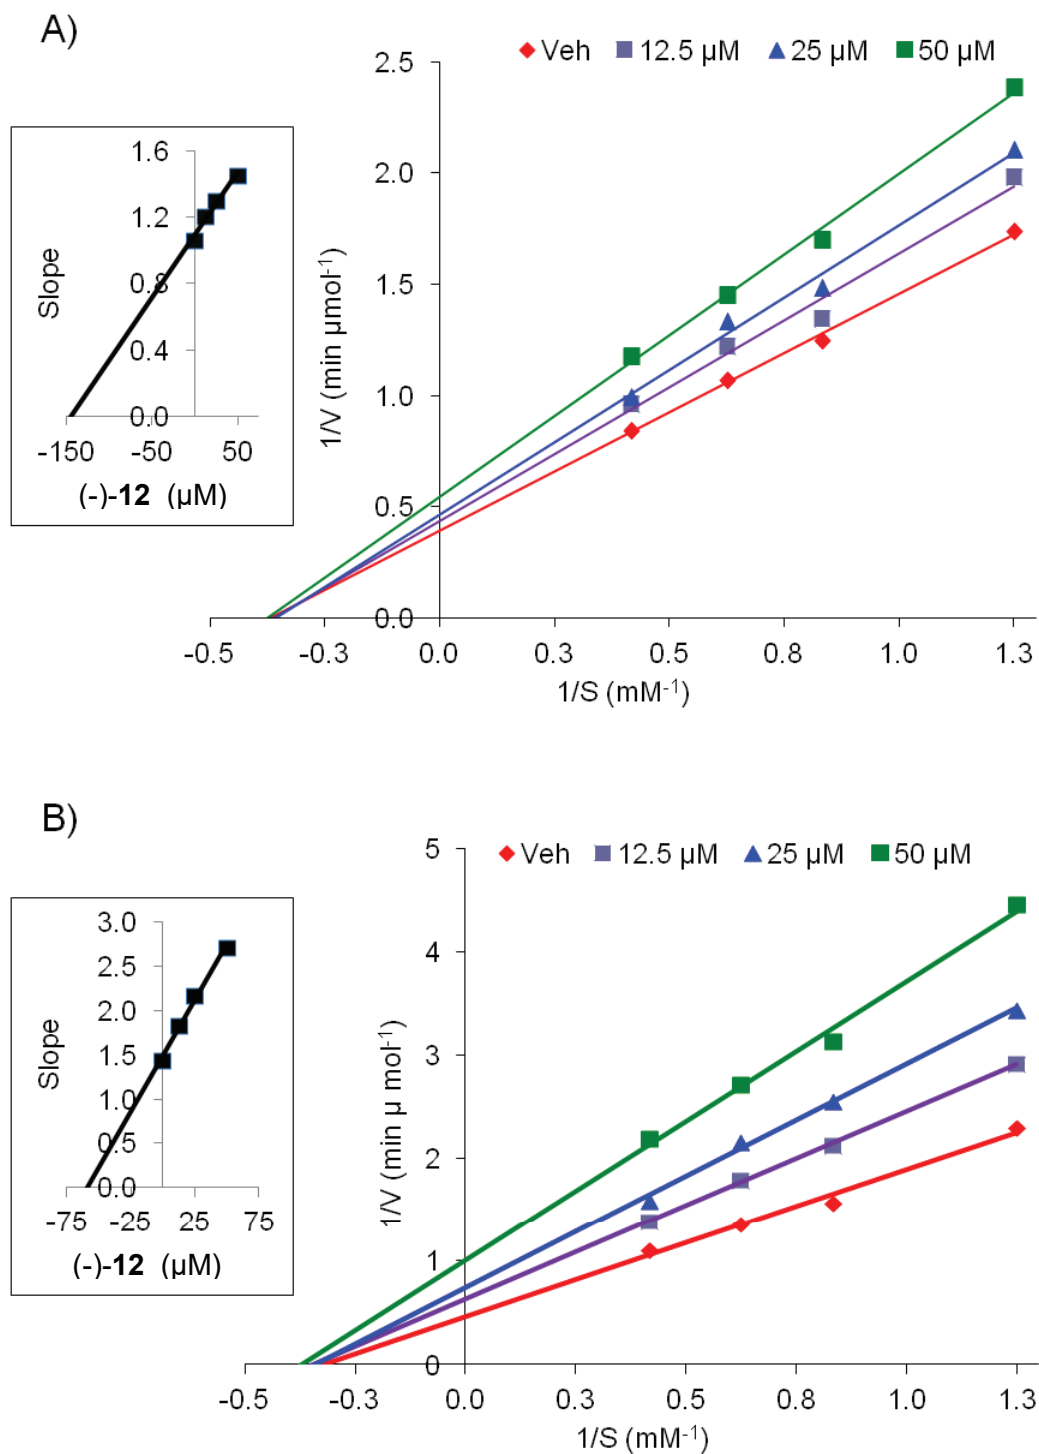 A)
Veh 12.5 µM 25 µM 50 µM
2.5
2.0
1.5
1.0
0.5
0.0
1/V (min µmol-1)
-0.5 -0.3 0.0 0.3 0.5 0.8 1.0 1.3
1/S (mM-1)
1.6
1.2
0.8
0.4
0.0
Slope
-150 -50 50
(-)-12 (µM)
B)
Veh 12.5 µM 25 µM 50 µM
5
4
3
2
1
0
1/V (min µ mol-1)
-0.5 -0.3 0.0 0.3 0.5 0.8 1.0 1.3
1/S (mM-1)
3.0
2.5
2.0
1.5
1.0
0.5
0.0
Slope
-75 -25 25 75
(-)-12 (µM)